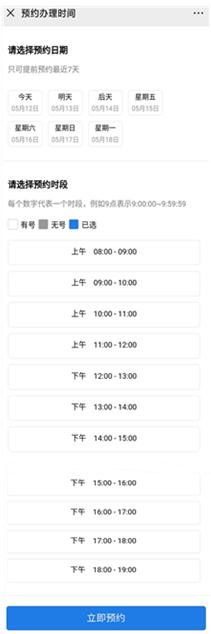 预约办理时间
请选择预约日期
只可提前预约最近7天
今天 明天 后天 星期五
05月12日 05月13日 05月14日 05月15日
星期六 星期日 星期一
05月16日 05月17日 05月18日
请选择预约时段
每个数字代表一个时段，例如9点表示9:00:00~9:59:59
有号 无号 已选
上午 08:00 - 09:00
上午 09:00 - 10:00
上午 10:00 - 11:00
上午 11:00 - 12:00
下午 12:00 - 13:00
下午 13:00 - 14:00
下午 14:00 - 15:00
下午 15:00 - 16:00
下午 16:00 - 17:00
下午 17:00 - 18:00
下午 18:00 - 19:00
立即预约